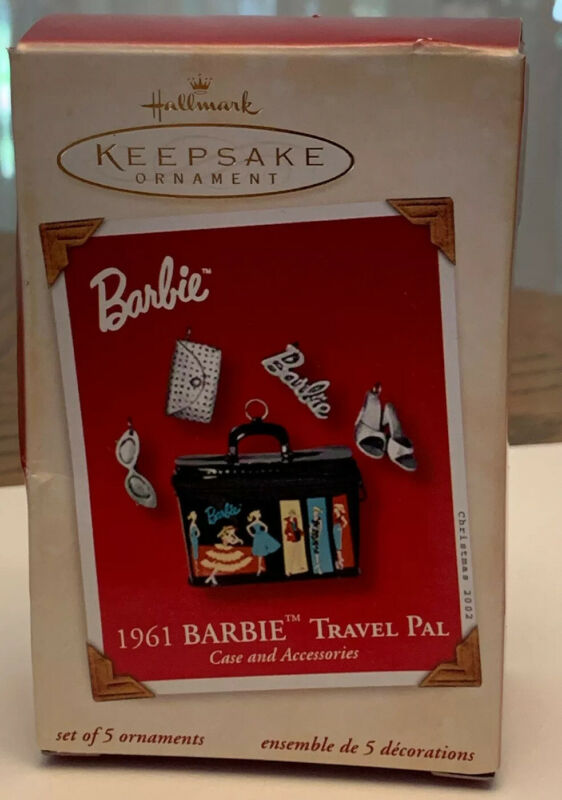 Hallmark
KEEPSAKE
ORNAMENT
Barbie™
Barbie
Barbie
Christmas 2002
1961 BARBIE™ TRAVEL PAL
Case and Accessories
set of 5 ornaments
ensemble de 5 décorations